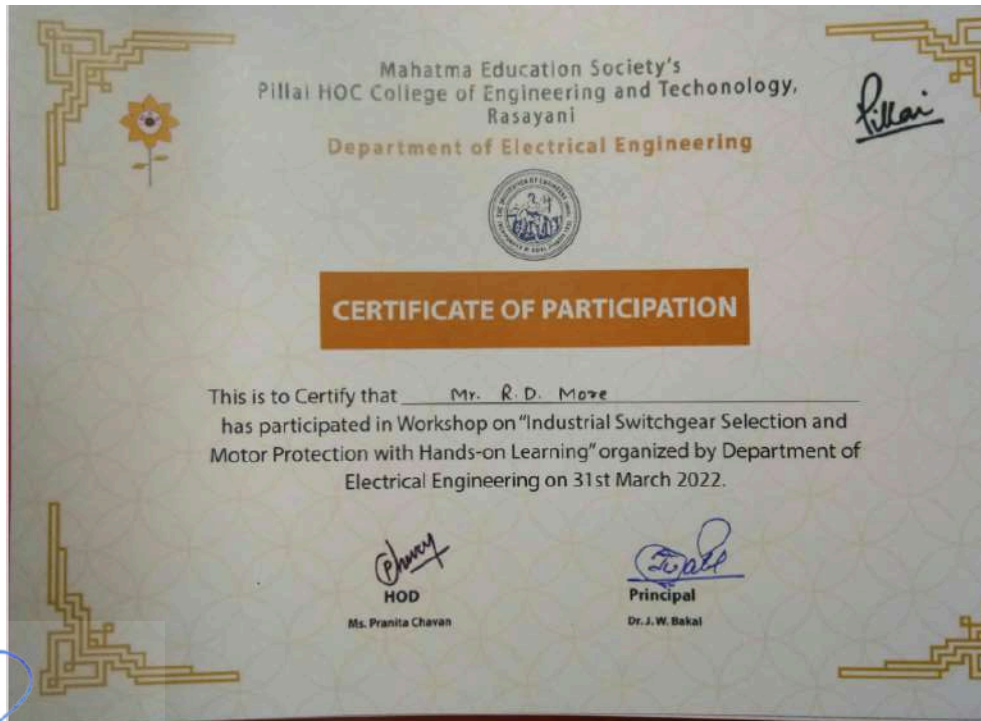 Mahatma Education Society's
Pillai HOC College of Engineering and Techonology,
Rasayani
Pillai
Department of Electrical Engineering
CERTIFICATE OF PARTICIPATION
This is to Certify that Mr. R. D. More
has participated in Workshop on "Industrial Switchgear Selection and
Motor Protection with Hands-on Learning" organized by Department of
Electrical Engineering on 31st March 2022.
HOD
Ms. Pranita Chavan
Principal
Dr. J. W. Bakal